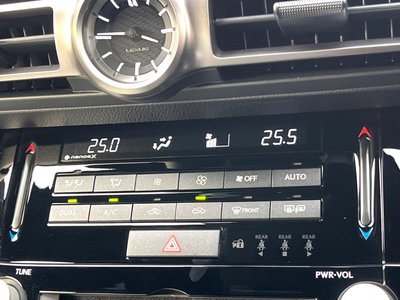 LEXUS
25.0 25.5
nanoe X
OFF AUTO
DUAL A/C FRONT
REAR REAR REAR
TUNE PWR·VOL